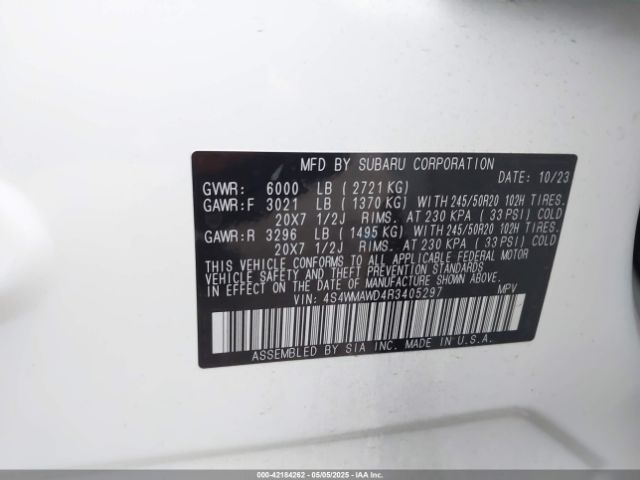 MFD BY SUBARU CORPORATION
DATE: 10/23
GVWR: 6000 LB ( 2721 KG)
GAWR:F 3021 LB ( 1370 KG) WITH 245/50R20 102H TIRES,
20X7 1/2J RIMS. AT 230 KPA ( 33 PSI) COLD
GAWR:R 3296 LB ( 1495 KG) WITH 245/50R20 102H TIRES,
20X7 1/2J RIMS. AT 230 KPA ( 33 PSI) COLD
THIS VEHICLE CONFORMS TO ALL APPLICABLE FEDERAL MOTOR
VEHICLE SAFETY, BUMPER, AND THEFT PREVENTION STANDARDS
IN EFFECT ON THE DATE OF MANUFACTURE SHOWN ABOVE.
VIN: 4S4WMAWD4R3405297 MPV
ASSEMBLED BY SIA INC. MADE IN U.S.A.
000-42184262 - 05/05/2025 - IAAI.COM